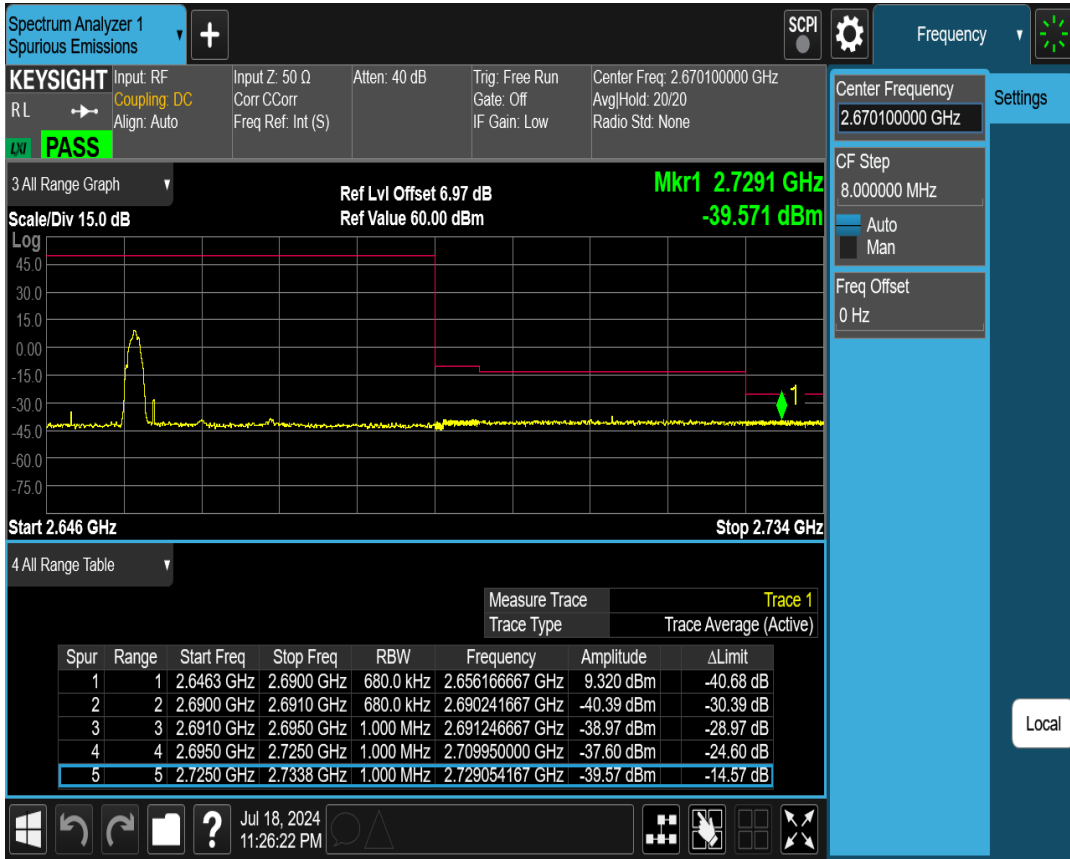 Spectrum Analyzer 1
Spurious Emissions
+
SCPI
Frequency
KEYSIGHT
RL
LXI
PASS
Input: RF
Coupling: DC
Align: Auto
Input Z: 50 Ω
Corr CCorr
Freq Ref: Int (S)
Atten: 40 dB
Trig: Free Run
Gate: Off
IF Gain: Low
Center Freq: 2.670100000 GHz
Avg|Hold: 20/20
Radio Std: None
Center Frequency
2.670100000 GHz
Settings
CF Step
8.000000 MHz
Auto
Man
Freq Offset
0 Hz
Local
3 All Range Graph
Ref Lvl Offset 6.97 dB
Mkr1 2.7291 GHz
Scale/Div 15.0 dB
Ref Value 60.00 dBm
-39.571 dBm
Log
45.0
30.0
15.0
0.00
-15.0
-30.0
-45.0
-60.0
-75.0
1
Start 2.646 GHz
Stop 2.734 GHz
4 All Range Table
Measure Trace Trace 1
Trace Type Trace Average (Active)
Spur Range Start Freq Stop Freq RBW Frequency Amplitude ΔLimit
1 1 2.6463 GHz 2.6900 GHz 680.0 kHz 2.656166667 GHz 9.320 dBm -40.68 dB
2 2 2.6900 GHz 2.6910 GHz 680.0 kHz 2.690241667 GHz -40.39 dBm -30.39 dB
3 3 2.6910 GHz 2.6950 GHz 1.000 MHz 2.691246667 GHz -38.97 dBm -28.97 dB
4 4 2.6950 GHz 2.7250 GHz 1.000 MHz 2.709950000 GHz -37.60 dBm -24.60 dB
5 5 2.7250 GHz 2.7338 GHz 1.000 MHz 2.729054167 GHz -39.57 dBm -14.57 dB
?
Jul 18, 2024
11:26:22 PM